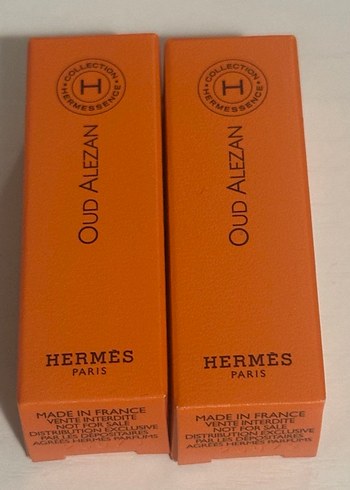 COLLECTION
H
HERMESSENCE
OUD ALEZAN
HERMÈS
PARIS
MADE IN FRANCE
VENTE INTERDITE
NOT FOR SALE
DISTRIBUTION EXCLUSIVE
PAR LES DÉPOSITAIRES
AGRÉÉS HERMÈS PARFUMS
COLLECTION
H
HERMESSENCE
OUD ALEZAN
HERMÈS
PARIS
MADE IN FRANCE
VENTE INTERDITE
NOT FOR SALE
DISTRIBUTION EXCLUSIVE
PAR LES DÉPOSITAIRES
AGRÉÉS HERMÈS PARFUMS